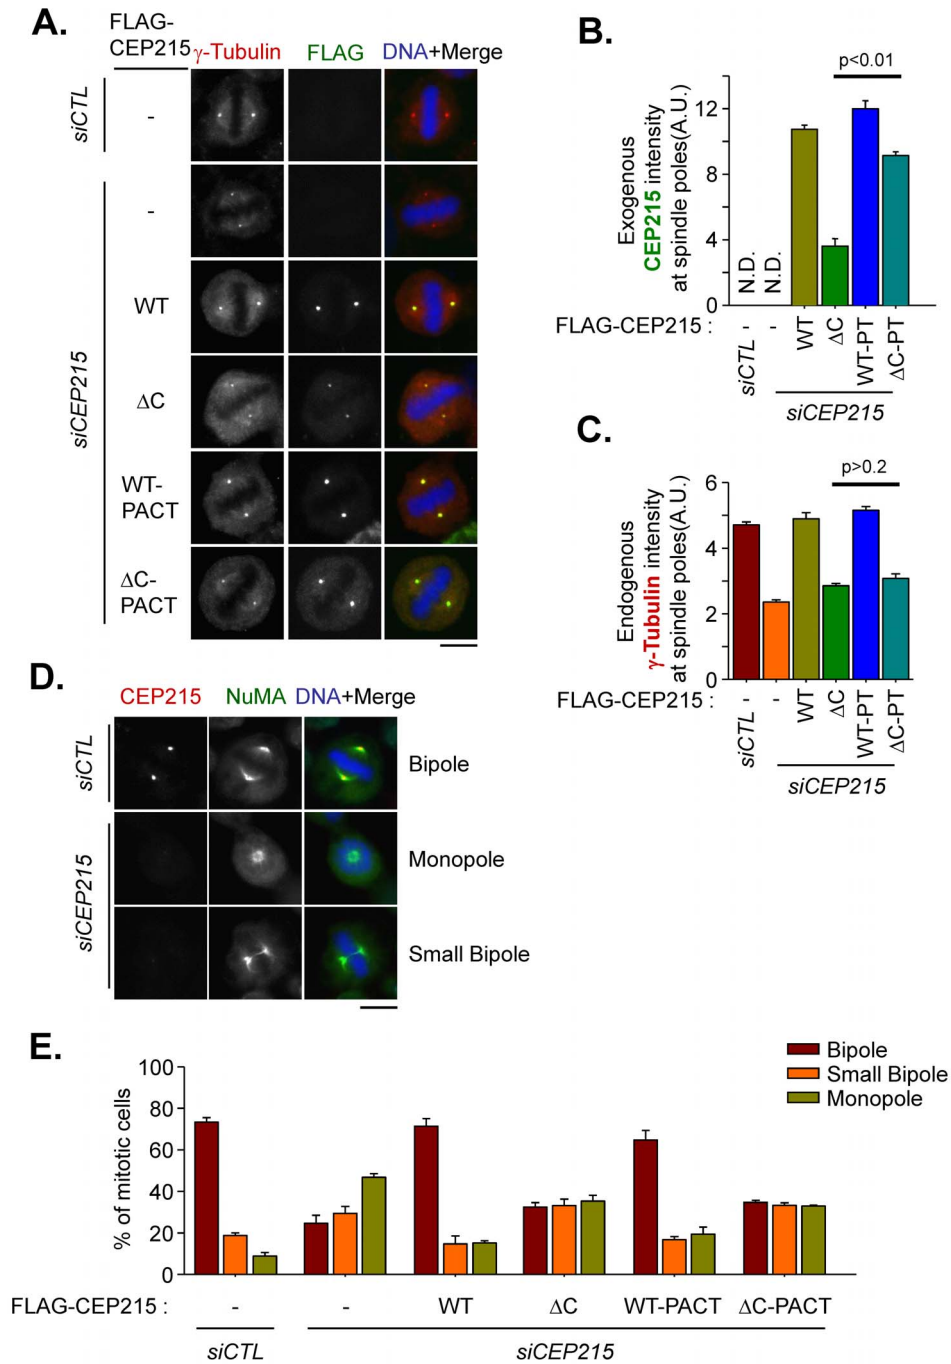 A.
FLAG-
CEP215
γ-Tubulin FLAG DNA+Merge
siCTL
-
siCEP215
-
WT
ΔC
WT-
PACT
ΔC-
PACT
B.
Exogenous
CEP215 intensity
at spindle poles(A.U.)
12
8
4
0
p<0.01
N.D.
N.D.
FLAG-CEP215 : - - WT ΔC WT-PT ΔC-PT
siCTL
siCEP215
C.
Endogenous
γ-Tubulin intensity
at spindle poles(A.U.)
6
4
2
0
p>0.2
FLAG-CEP215 : - - WT ΔC WT-PT ΔC-PT
siCTL
siCEP215
D.
CEP215 NuMA DNA+Merge
siCTL
Bipole
siCEP215
Monopole
Small Bipole
E.
% of mitotic cells
100
80
60
40
20
0
Bipole
Small Bipole
Monopole
FLAG-CEP215 : - - WT ΔC WT-PACT ΔC-PACT
siCTL siCEP215